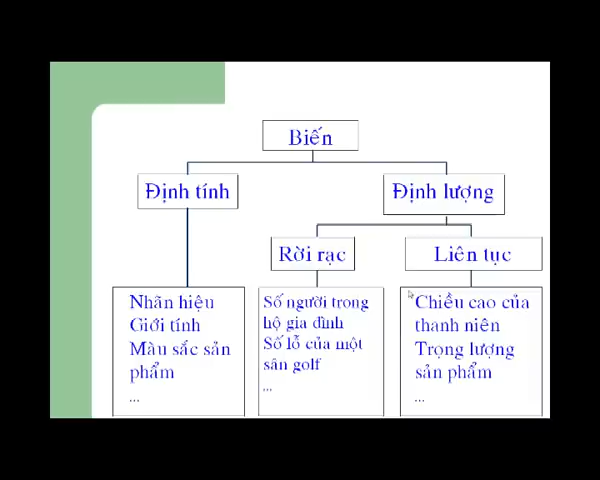 Biến
Định tính
Định lượng
Rời rạc
Liên tục
Nhãn hiệu
Giới tính
Màu sắc sản
phẩm
...
Số người trong
hộ gia đình
Số lỗ của một
sân golf
...
Chiều cao của
thanh niên
Trọng lượng
sản phẩm
...